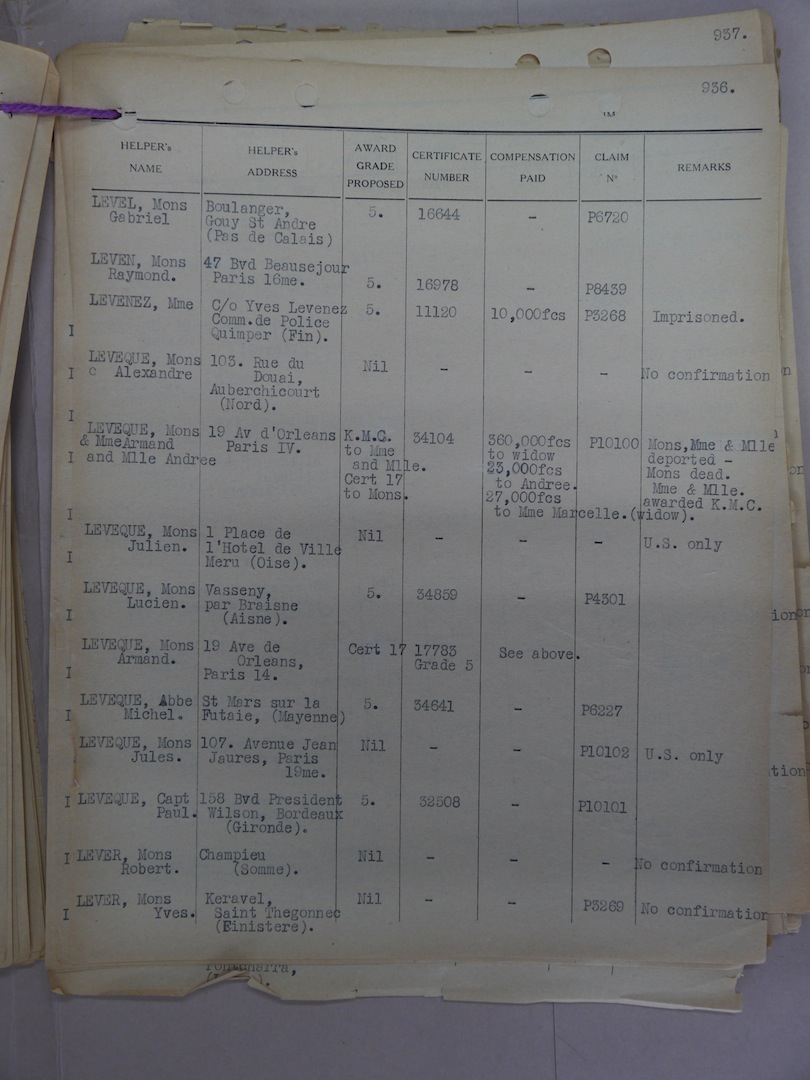 937.
936.
13,5
HELPER's NAME
HELPER's ADDRESS
AWARD GRADE PROPOSED
CERTIFICATE NUMBER
COMPENSATION PAID
CLAIM N°
REMARKS
LEVEL, Mons Boulanger, 5. 16644 - P6720
Gabriel Gouy St Andre
(Pas de Calais)
LEVEN, Mons 47 Bvd Beausejour
Raymond. Paris 16me. 5. 16978 - P8439
LEVENEZ, Mme C/o Yves Levenez 5. 11120 10,000fcs P3268 Imprisoned.
Comm.de Police
I Quimper (Fin).
LEVEQUE, Mons 103. Rue du Nil - - - No confirmation
I c Alexandre Douai,
Auberchicourt
I (Nord).
LEVEQUE, Mons 19 Av d'Orleans K.M.C. 34104 360,000fcs P10100 Mons,Mme & Mlle
& MmeArmand Paris IV. to Mme to widow deported -
I and Mlle Andree and Mlle. 23,000fcs Mons dead.
Cert 17 to Andree. Mme & Mlle.
to Mons. 27,000fcs awarded K.M.C.
I to Mme Marcelle.(widow).
LEVEQUE, Mons 1 Place de Nil - - - U.S. only
Julien. l'Hotel de Ville
I Meru (Oise).
LEVEQUE, Mons Vasseny, 5. 34859 - P4301
Lucien. par Braisne
I (Aisne).
LEVEQUE, Mons 19 Ave de Cert 17 17783 See above.
Armand. Orleans, Grade 5
I Paris 14.
LEVEQUE, Abbe St Mars sur la 5. 34641 - P6227
I Michel. Futaie, (Mayenne)
LEVEQUE, Mons 107. Avenue Jean Nil - - P10102 U.S. only
Jules. Jaures, Paris
19me.
I LEVEQUE, Capt 158 Bvd President 5. 32508 - P10101
Paul. Wilson, Bordeaux
(Gironde).
I LEVER, Mons Champieu Nil - - - No confirmation
Robert. (Somme).
LEVER, Mons Keravel, Nil - - P3269 No confirmation
I Yves. Saint Thegonnec
(Finistere).